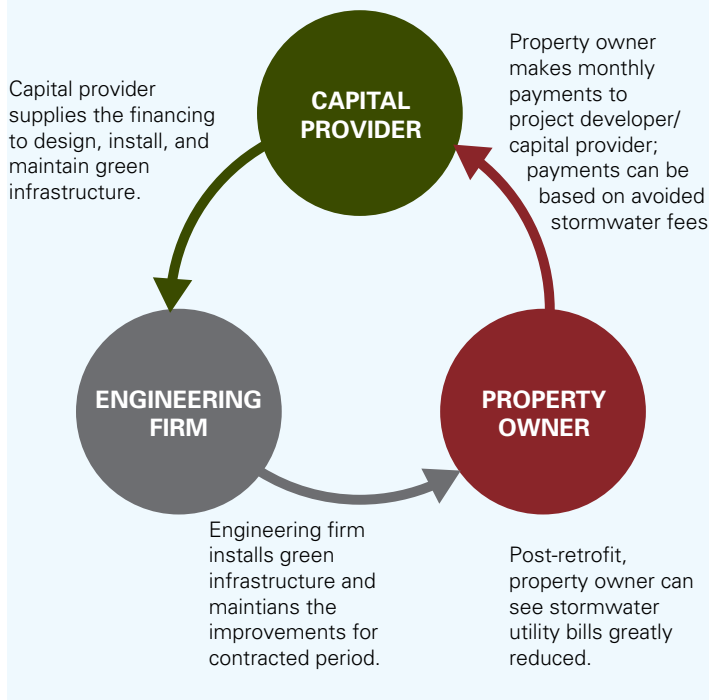 CAPITAL
PROVIDER
Capital provider
supplies the financing
to design, install, and
maintain green
infrastructure.
Property owner
makes monthly
payments to
project developer/
capital provider;
payments can be
based on avoided
stormwater fees
ENGINEERING
FIRM
PROPERTY
OWNER
Engineering firm
installs green
infrastructure and
maintians the
improvements for
contracted period.
Post-retrofit,
property owner can
see stormwater
utility bills greatly
reduced.